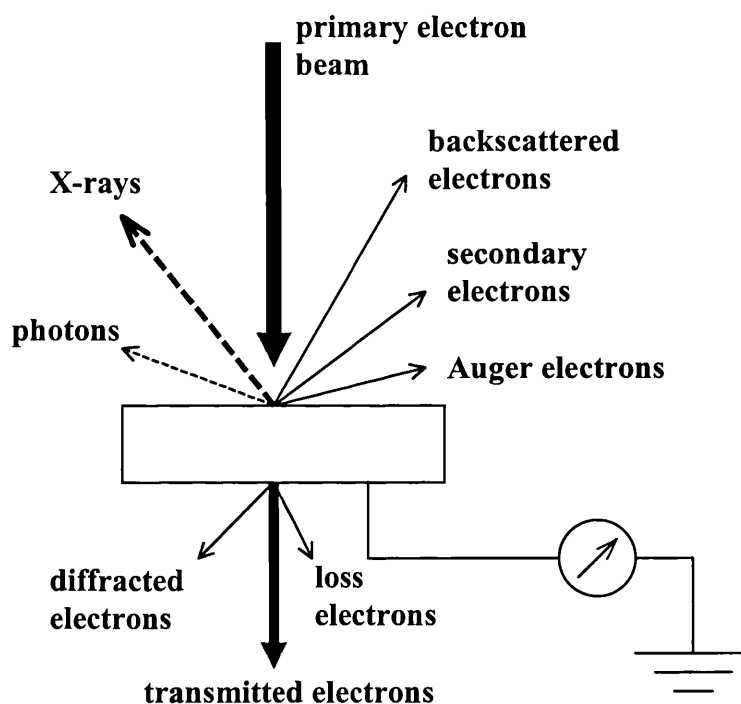 primary electron
beam
backscattered
electrons
X-rays
secondary
electrons
photons
Auger electrons
diffracted
electrons
loss
electrons
transmitted electrons